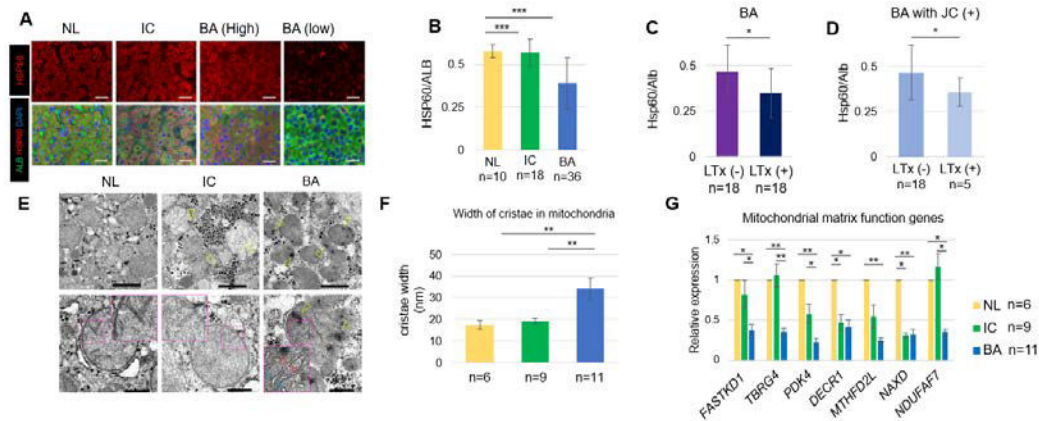 A
NL
IC
BA (High)
BA (low)
HSP60
ALB HSP60 DAPI
B
***
***
HSP60/ALB
0.75
0.5
0.25
0
NL
n=10
IC
n=18
BA
n=36
C
BA
*
Hsp60/Alb
0.5
0.25
0
LTx (-)
n=18
LTx (+)
n=18
D
BA with JC (+)
*
Hsp60/Alb
0.5
0.25
0
LTx (-)
n=18
LTx (+)
n=5
E
NL
IC
BA
F
Width of cristae in mitochondria
**
**
cristae width
(nm)
50
40
30
20
10
0
n=6
n=9
n=11
G
Mitochondrial matrix function genes
Relative expression
1.5
1
0.5
0
*
*
**
**
**
*
*
*
**
**
*
*
*
FASTKD1
TBRG4
PDK4
DECR1
MTHFD2L
NAXD
NDUFAF7
NL n=6
IC n=9
BA n=11